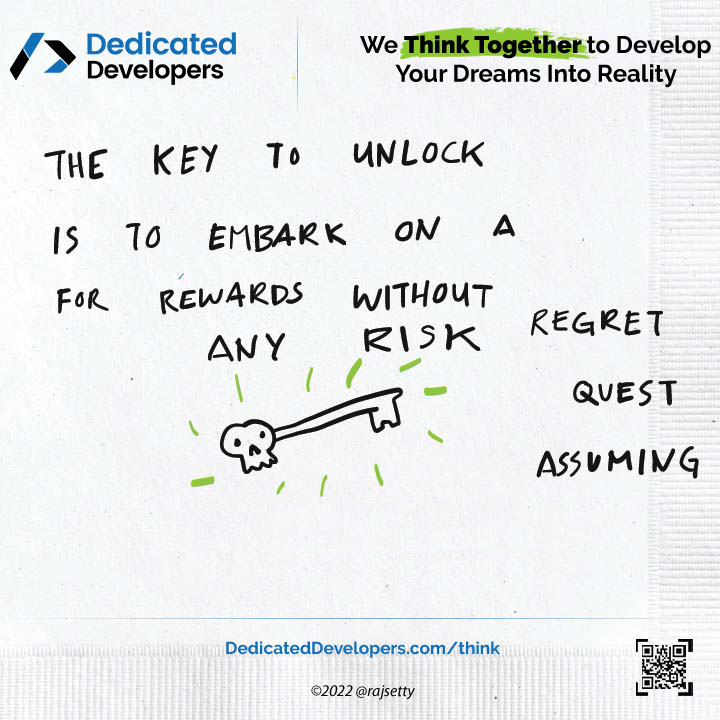 Dedicated
Developers
We Think Together to Develop
Your Dreams Into Reality
THE KEY TO UNLOCK
REGRET
IS TO EMBARK ON A
QUEST
FOR REWARDS WITHOUT
ASSUMING
ANY RISK
DedicatedDevelopers.com/think
©2022 @rajsetty